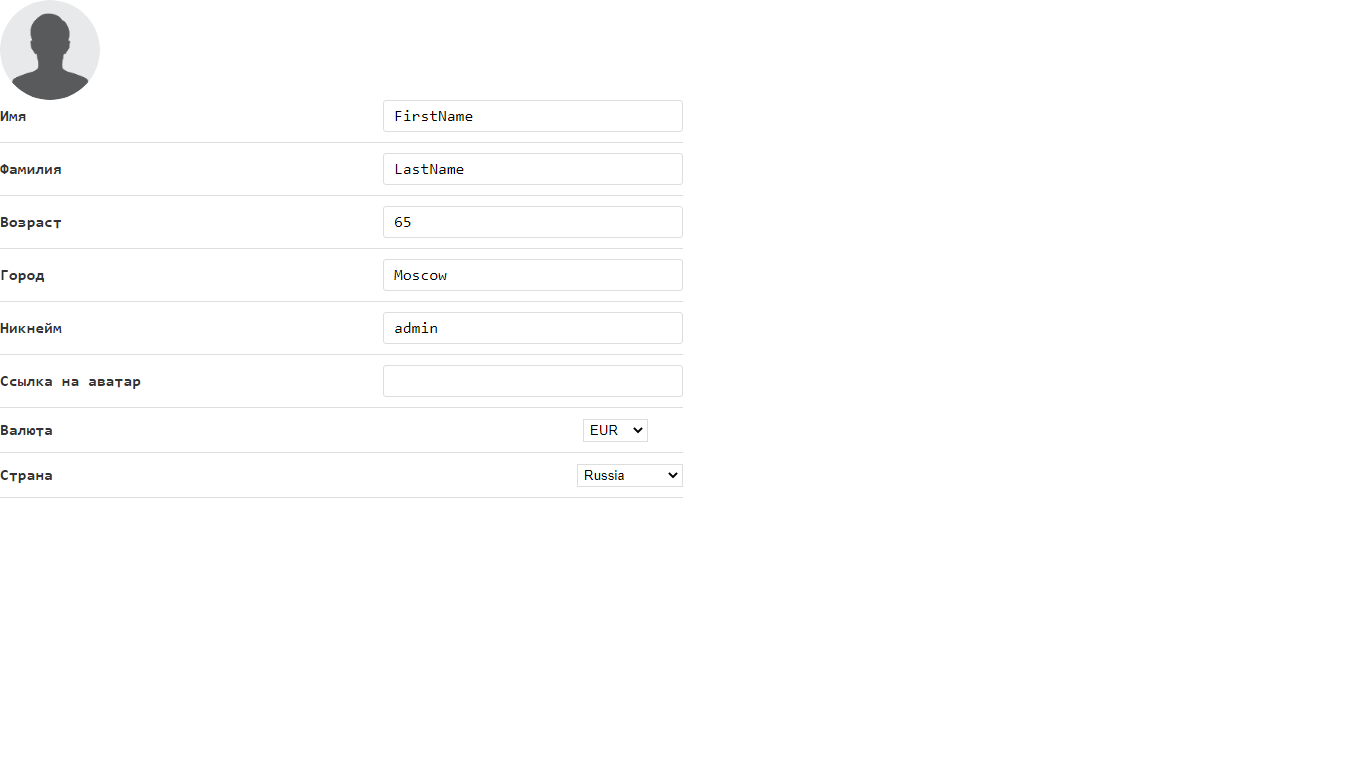 Имя FirstName
Фамилия LastName
Возраст 65
Город Moscow
Никнейм admin
Ссылка на аватар
Валюта EUR
Страна Russia